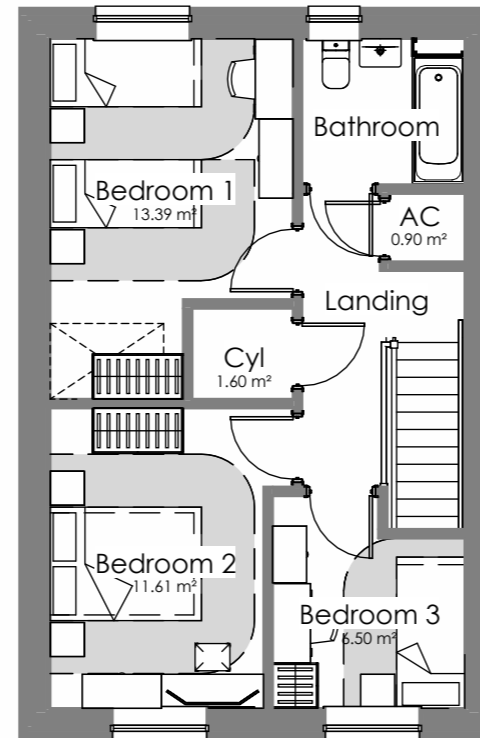 Bathroom
Bedroom 1
13.39 m²
AC
0.90 m²
Landing
Cyl
1.60 m²
Bedroom 2
11.61 m²
Bedroom 3
6.50 m²